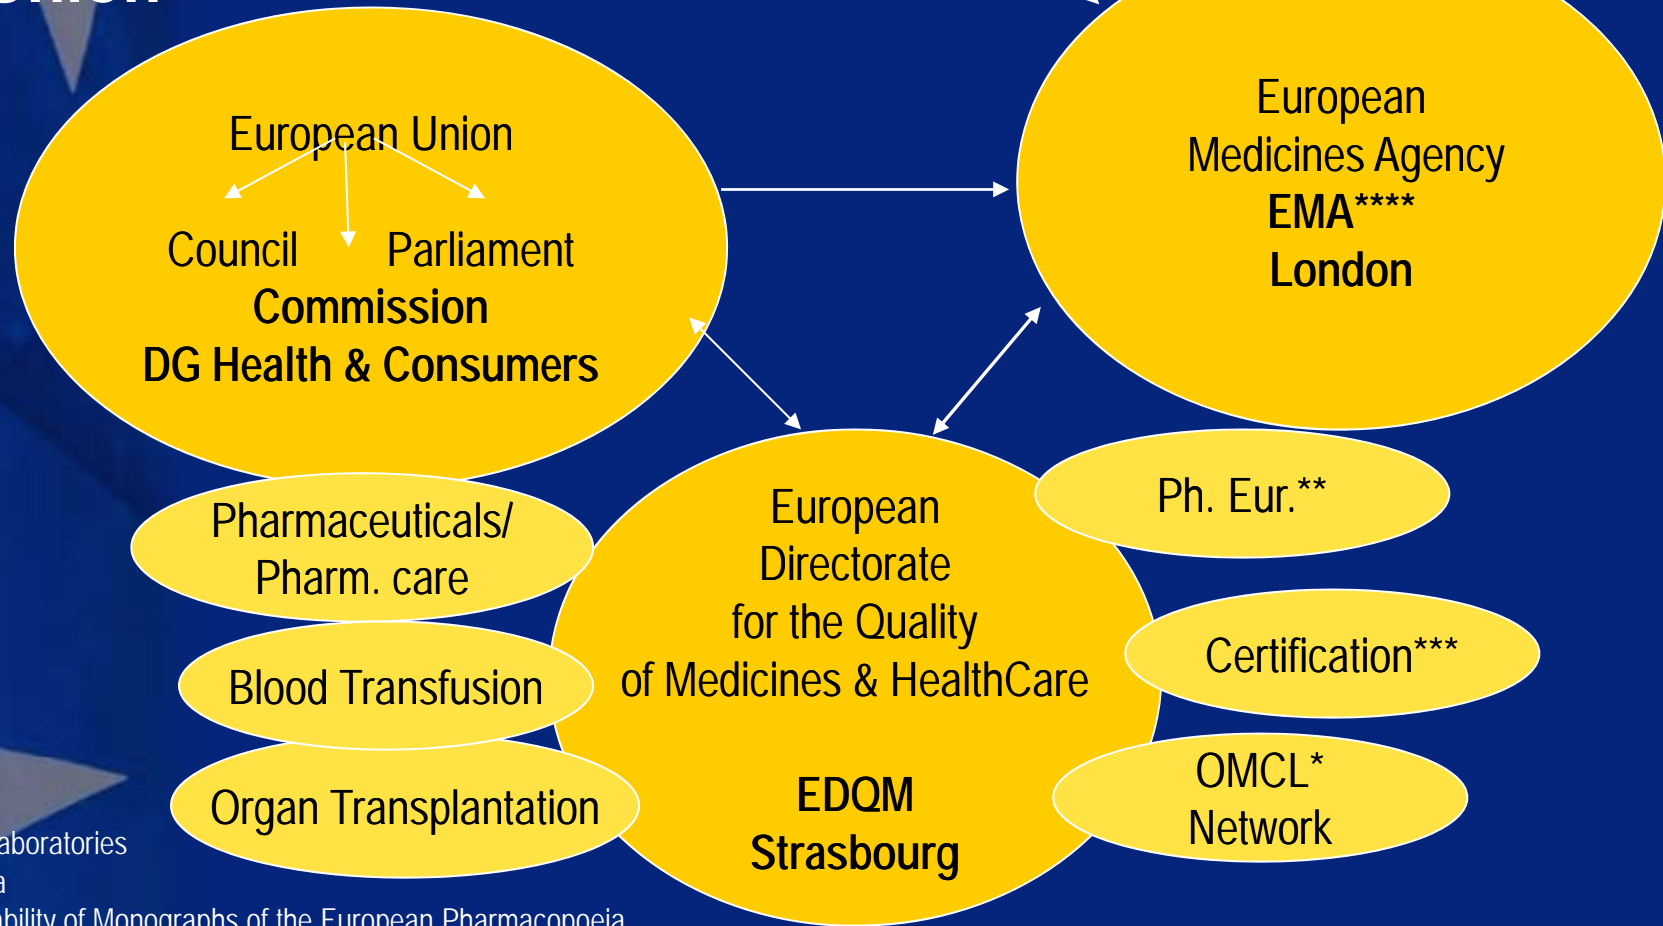 European Union
Council Parliament
Commission
DG Health & Consumers
European
Medicines Agency
EMA****
London
Pharmaceuticals/
Pharm. care
Blood Transfusion
Organ Transplantation
European
Directorate
for the Quality
of Medicines & HealthCare
EDQM
Strasbourg
Ph. Eur.**
Certification***
OMCL*
Network
of Monographs of the European Pharmacopoeia